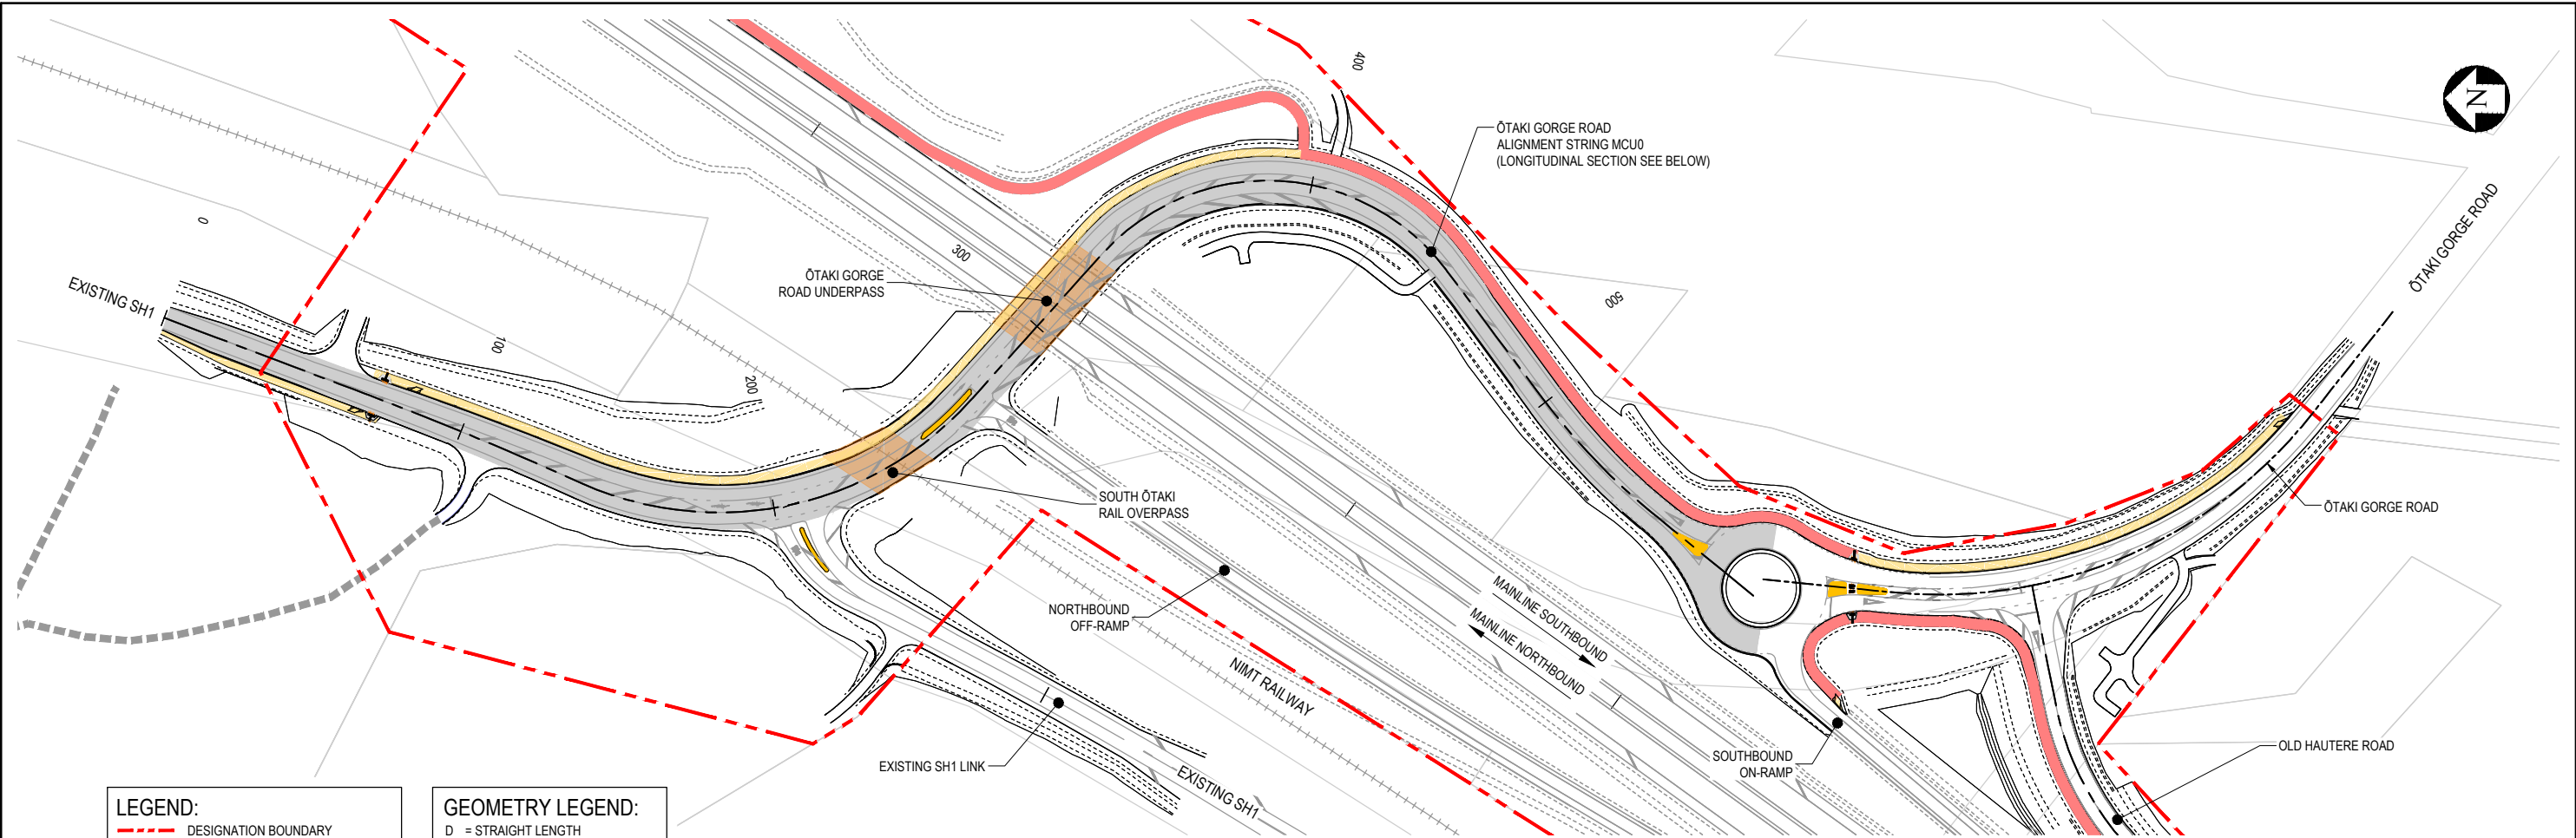 400
N
ŌTAKI GORGE ROAD
ALIGNMENT STRING MCU0
(LONGITUDINAL SECTION SEE BELOW)
0
300
ŌTAKI GORGE ROAD
ŌTAKI GORGE
ROAD UNDERPASS
EXISTING SH1
500
100
200
SOUTH ŌTAKI
RAIL OVERPASS
ŌTAKI GORGE ROAD
NORTHBOUND
OFF-RAMP
MAINLINE SOUTHBOUND
MAINLINE NORTHBOUND
NIMT RAILWAY
EXISTING SH1 LINK
EXISTING SH1
SOUTHBOUND
ON-RAMP
OLD HAUTERE ROAD
LEGEND:
DESIGNATION BOUNDARY
GEOMETRY LEGEND:
D = STRAIGHT LENGTH